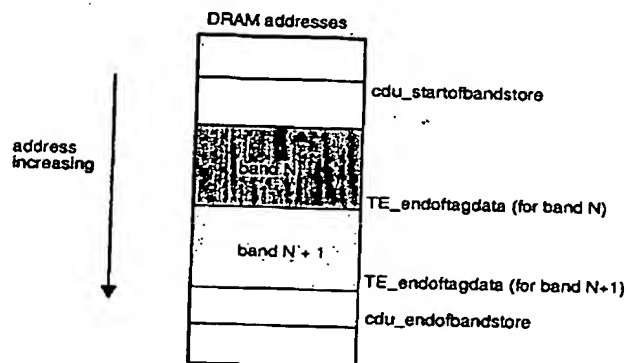 DRAM addresses
cdu_startofbandstore
address
increasing
band N
TE_endoftagdata (for band N)
band N + 1
TE_endoftagdata (for band N+1)
cdu_endofbandstore